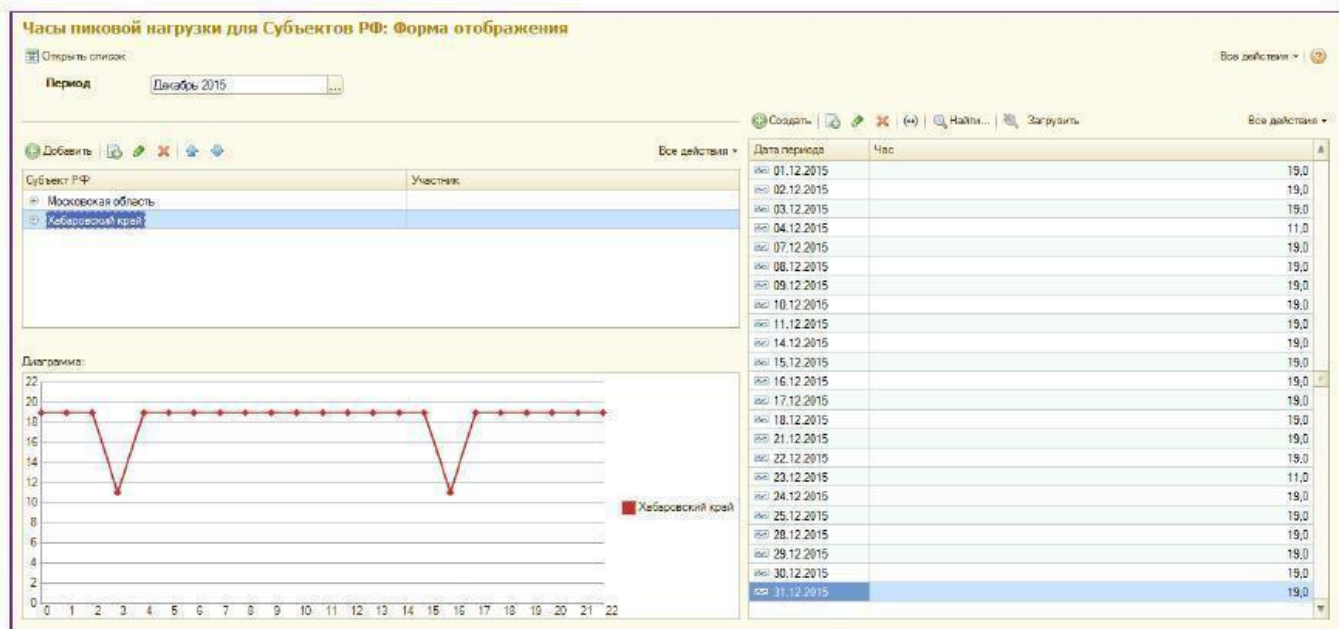 Часы пиковой нагрузки для Субъектов РФ: Форма отображения
Открыть список
Все действия
Период
Декабрь 2015
...
Создать
Найти...
Загрузить
Все действия
Добавить
Все действия
Субъект РФ
Участник
Московская область
Хабаровский край
Дата периода
Час
01.12.2015 19,0
02.12.2015 19,0
03.12.2015 19,0
04.12.2015 11,0
07.12.2015 19,0
08.12.2015 19,0
09.12.2015 19,0
10.12.2015 19,0
11.12.2015 19,0
14.12.2015 19,0
15.12.2015 19,0
16.12.2015 19,0
17.12.2015 19,0
18.12.2015 19,0
21.12.2015 19,0
22.12.2015 19,0
23.12.2015 11,0
24.12.2015 19,0
25.12.2015 19,0
28.12.2015 19,0
29.12.2015 19,0
30.12.2015 19,0
31.12.2015 19,0
Диаграмма:
22
20
18
16
14
12
10
8
6
4
2
0
0 1 2 3 4 5 6 7 8 9 10 11 12 13 14 15 16 17 18 19 20 21 22
Хабаровский край